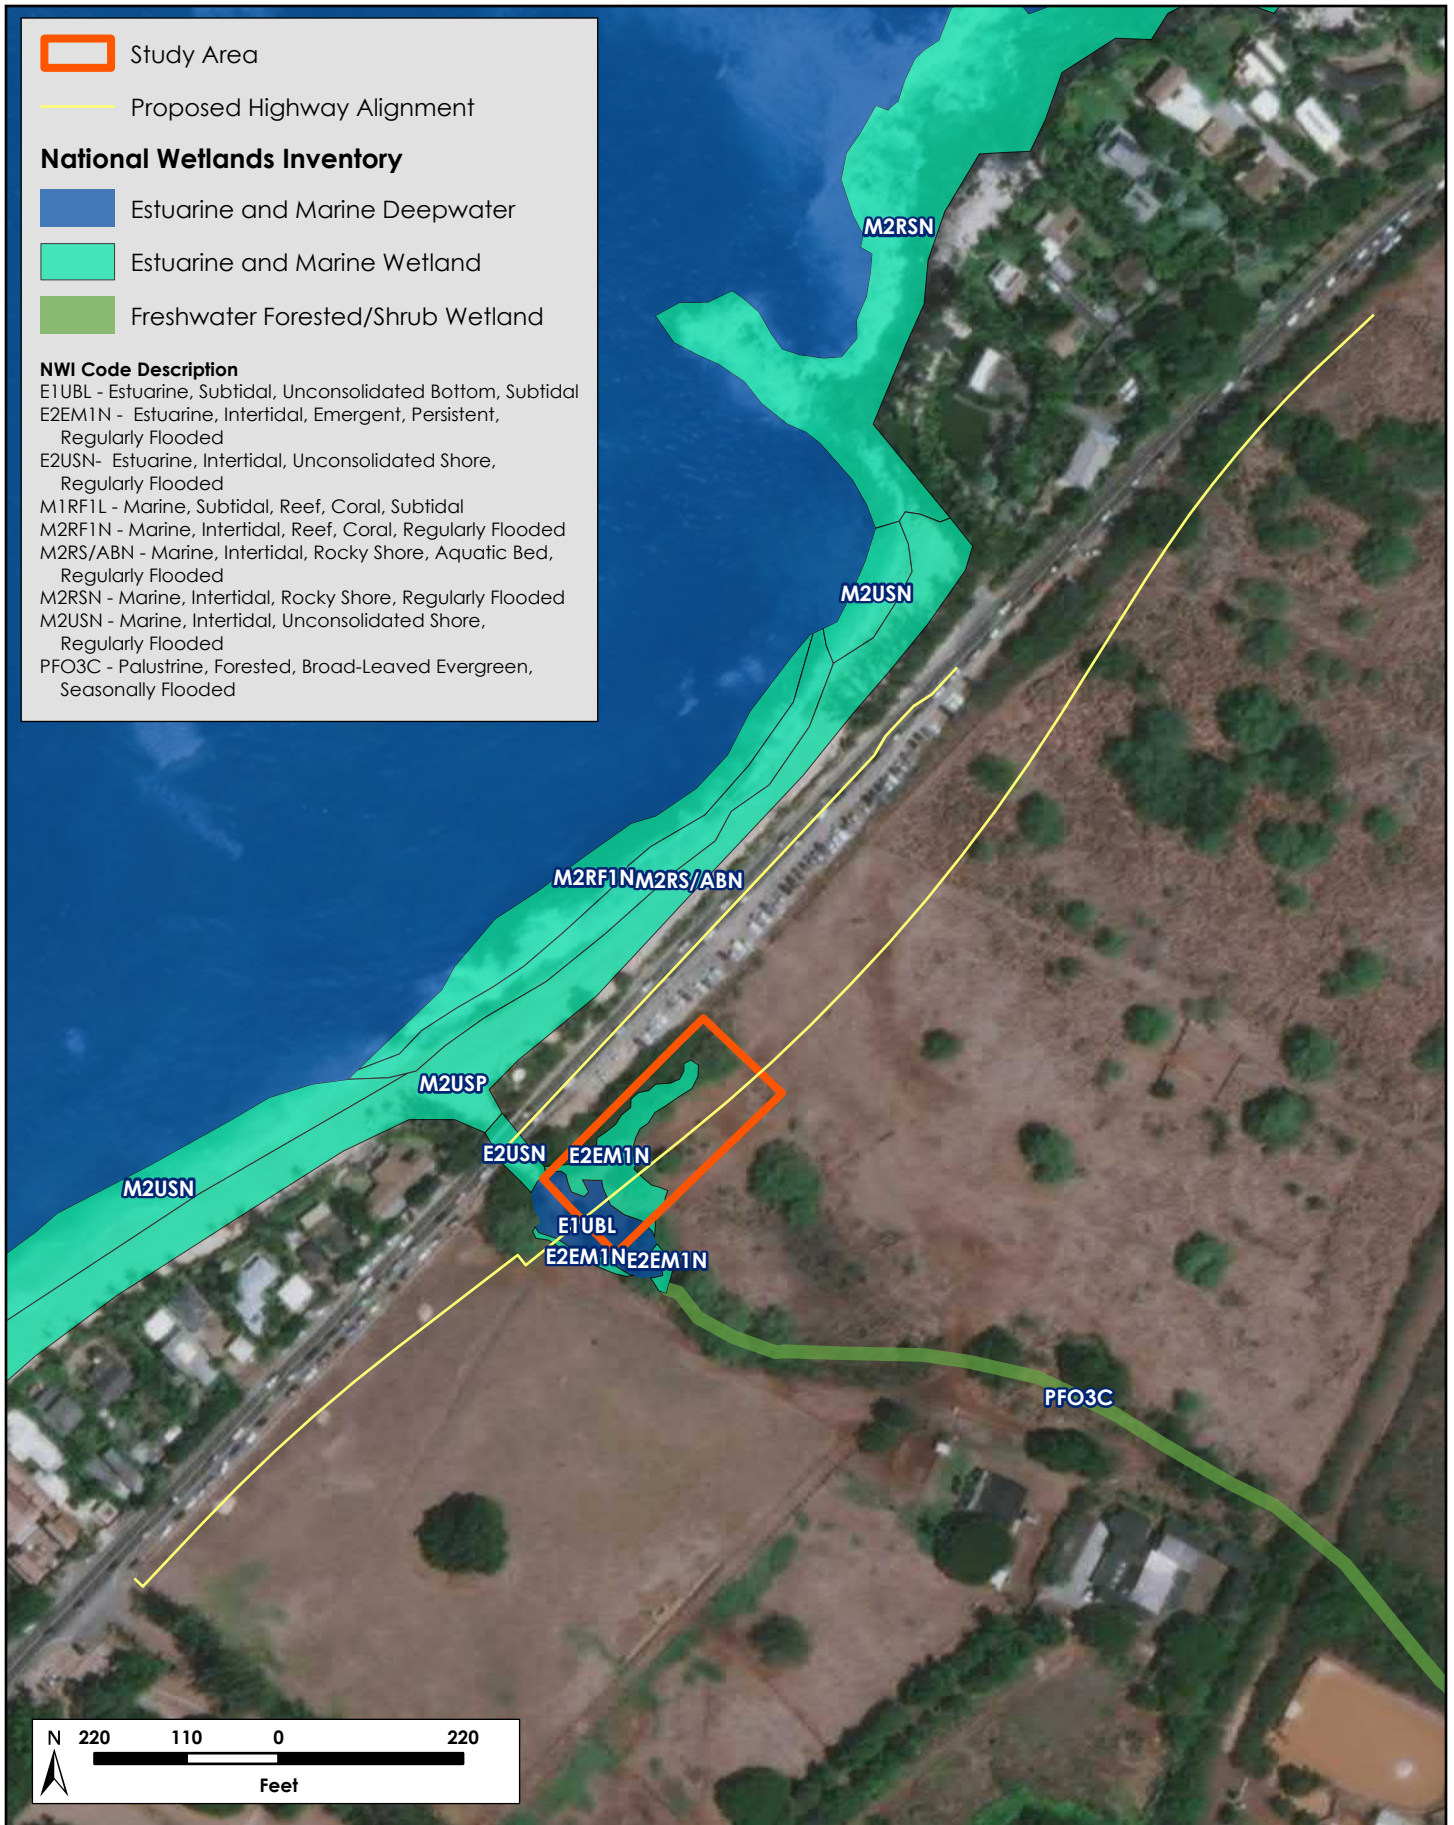 Study Area
Proposed Highway Alignment
National Wetlands Inventory
Estuarine and Marine Deepwater
Estuarine and Marine Wetland
Freshwater Forested/Shrub Wetland
NWI Code Description
E1UBL - Estuarine, Subtidal, Unconsolidated Bottom, Subtidal
E2EM1N -  Estuarine, Intertidal, Emergent, Persistent,
Regularly Flooded
E2USN-  Estuarine, Intertidal, Unconsolidated Shore,
Regularly Flooded
M1RF1L - Marine, Subtidal, Reef, Coral, Subtidal
M2RF1N - Marine, Intertidal, Reef, Coral, Regularly Flooded
M2RS/ABN - Marine, Intertidal, Rocky Shore, Aquatic Bed,
Regularly Flooded
M2RSN - Marine, Intertidal, Rocky Shore, Regularly Flooded
M2USN - Marine, Intertidal, Unconsolidated Shore,
Regularly Flooded
PFO3C - Palustrine, Forested, Broad-Leaved Evergreen,
Seasonally Flooded
M2RSN
M2USN
M2RF1N M2RS/ABN
M2USP
E2USN E2EM1N
M2USN
E1UBL
E2EM1N E2EM1N
PFO3C
N 220 110 0 220
Feet